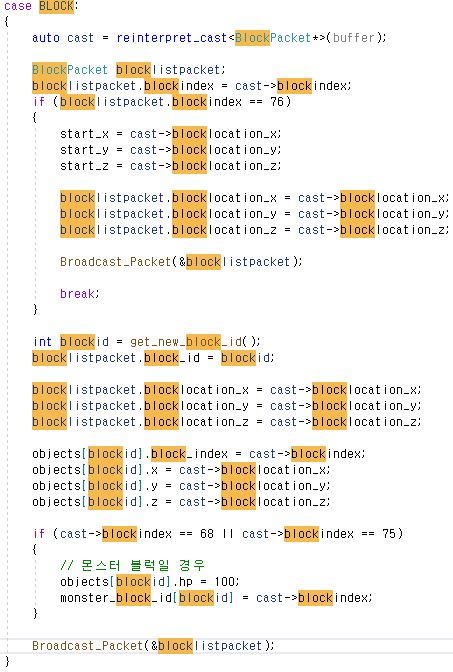 case BLOCK:
{
auto cast = reinterpret_cast<BlockPacket*>(buffer);
BlockPacket blocklistpacket;
blocklistpacket.blockindex = cast->blockindex;
if (blocklistpacket.blockindex == 76)
{
start_x = cast->blocklocation_x;
start_y = cast->blocklocation_y;
start_z = cast->blocklocation_z;
blocklistpacket.blocklocation_x = cast->blocklocation_x;
blocklistpacket.blocklocation_y = cast->blocklocation_y;
blocklistpacket.blocklocation_z = cast->blocklocation_z;
Broadcast_Packet(&blocklistpacket);
break;
}
int blockid = get_new_block_id();
blocklistpacket.block_id = blockid;
blocklistpacket.blocklocation_x = cast->blocklocation_x;
blocklistpacket.blocklocation_y = cast->blocklocation_y;
blocklistpacket.blocklocation_z = cast->blocklocation_z;
objects[blockid].block_index = cast->blockindex;
objects[blockid].x = cast->blocklocation_x;
objects[blockid].y = cast->blocklocation_y;
objects[blockid].z = cast->blocklocation_z;
if (cast->blockindex == 68 || cast->blockindex == 75)
{
// 몬스터 블럭일 경우
objects[blockid].hp = 100;
monster_block_id[blockid] = cast->blockindex;
}
Broadcast_Packet(&blocklistpacket);
}